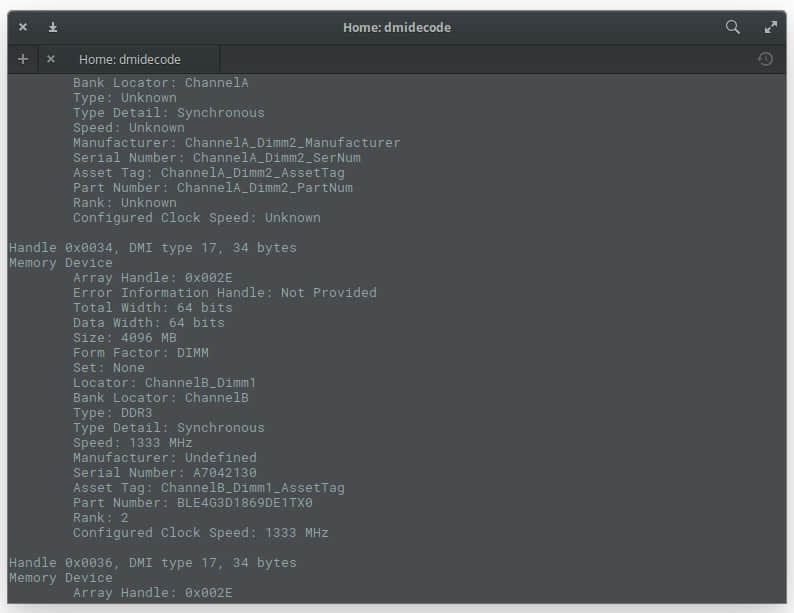 Home: dmidecode
Home: dmidecode
Bank Locator: ChannelA
Type: Unknown
Type Detail: Synchronous
Speed: Unknown
Manufacturer: ChannelA_Dimm2_Manufacturer
Serial Number: ChannelA_Dimm2_SerNum
Asset Tag: ChannelA_Dimm2_AssetTag
Part Number: ChannelA_Dimm2_PartNum
Rank: Unknown
Configured Clock Speed: Unknown
Handle 0x0034, DMI type 17, 34 bytes
Memory Device
Array Handle: 0x002E
Error Information Handle: Not Provided
Total Width: 64 bits
Data Width: 64 bits
Size: 4096 MB
Form Factor: DIMM
Set: None
Locator: ChannelB_Dimm1
Bank Locator: ChannelB
Type: DDR3
Type Detail: Synchronous
Speed: 1333 MHz
Manufacturer: Undefined
Serial Number: A7042130
Asset Tag: ChannelB_Dimm1_AssetTag
Part Number: BLE4G3D1869DE1TX0
Rank: 2
Configured Clock Speed: 1333 MHz
Handle 0x0036, DMI type 17, 34 bytes
Memory Device
Array Handle: 0x002E